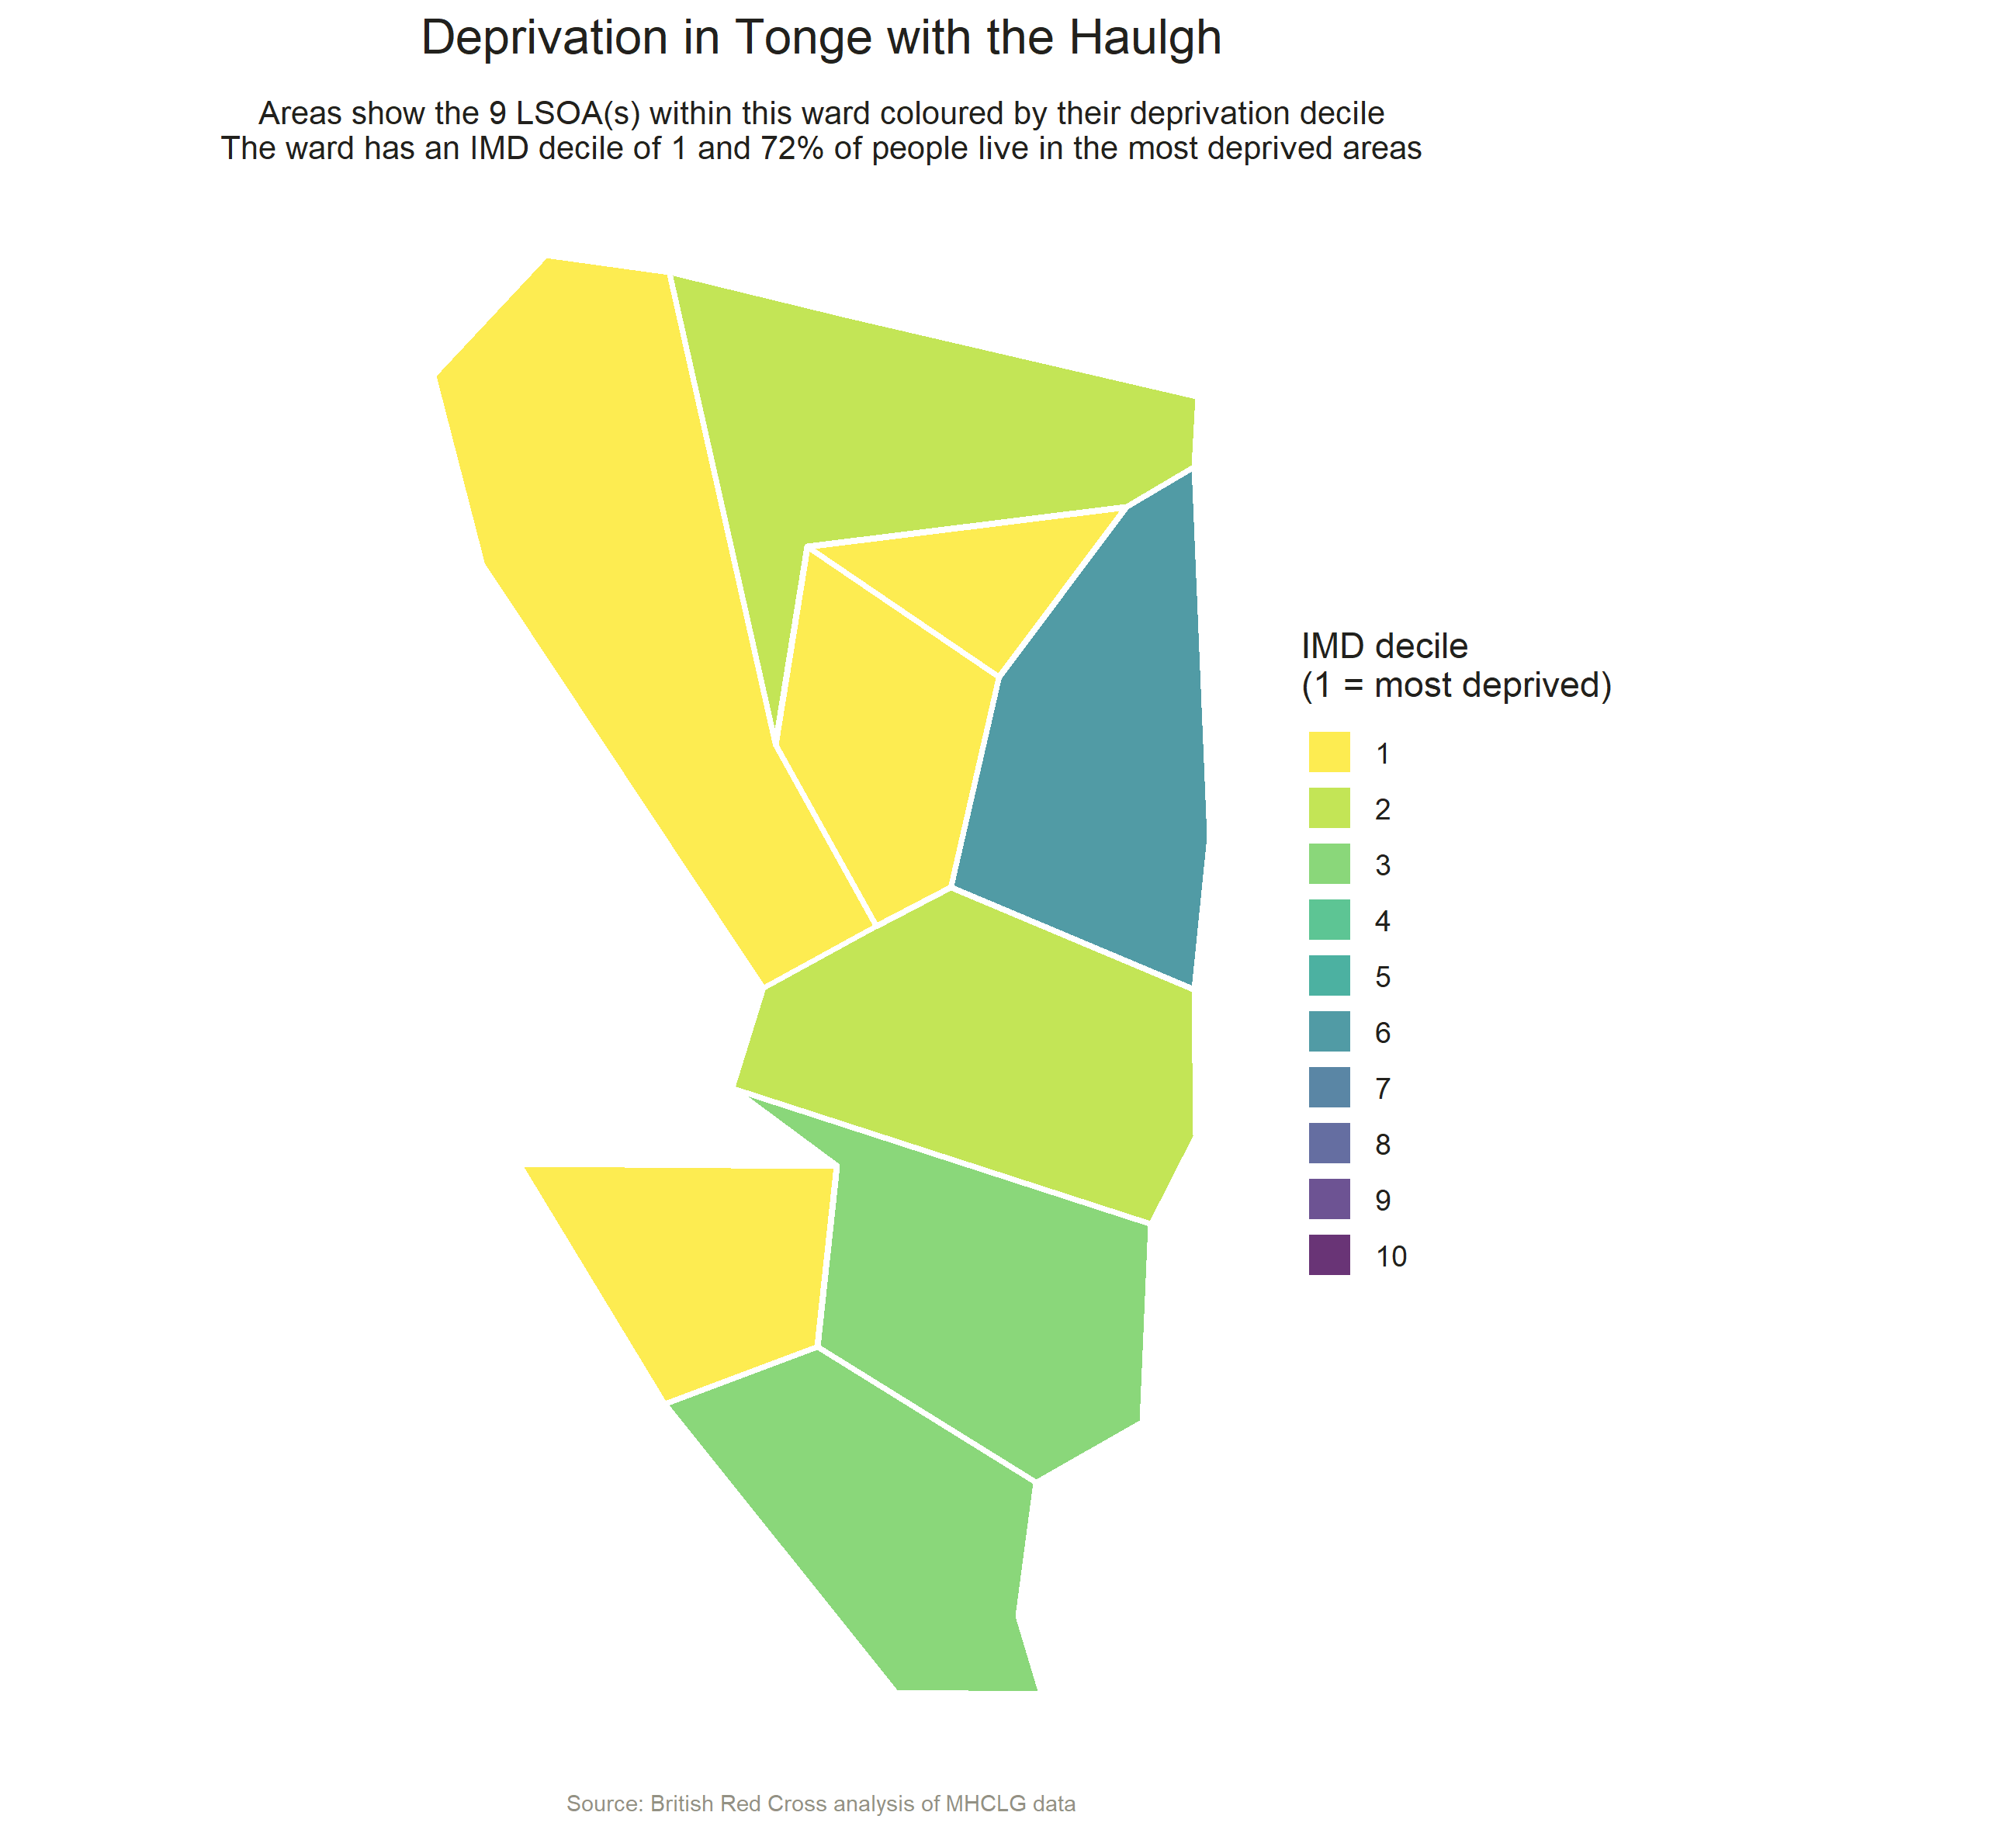 Deprivation in Tonge with the Haulgh
Areas show the 9 LSOA(s) within this ward coloured by their deprivation decile
The ward has an IMD decile of 1 and 72% of people live in the most deprived areas
IMD decile
(1 = most deprived)
1
2
3
4
5
6
7
8
9
10
Source: British Red Cross analysis of MHCLG data